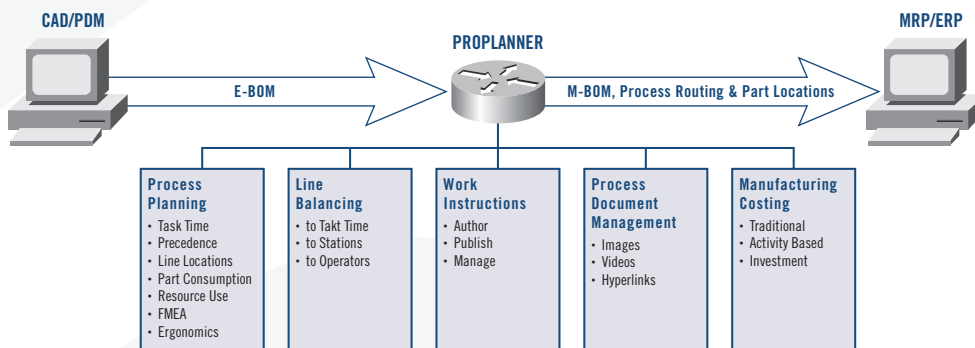 CAD/PDM
MRP/ERP
PROPLANNER
E-BOM
M-BOM, Process Routing & Part Locations
Process
Planning
• Task Time
• Precedence
• Line Locations
• Part Consumption
• Resource Use
• FMEA
• Ergonomics
Line
Balancing
• to Takt Time
• to Stations
• to Operators
Work
Instructions
• Author
• Publish
• Manage
Process
Document
Management
• Images
• Videos
• Hyperlinks
Manufacturing
Costing
• Traditional
• Activity Based
• Investment